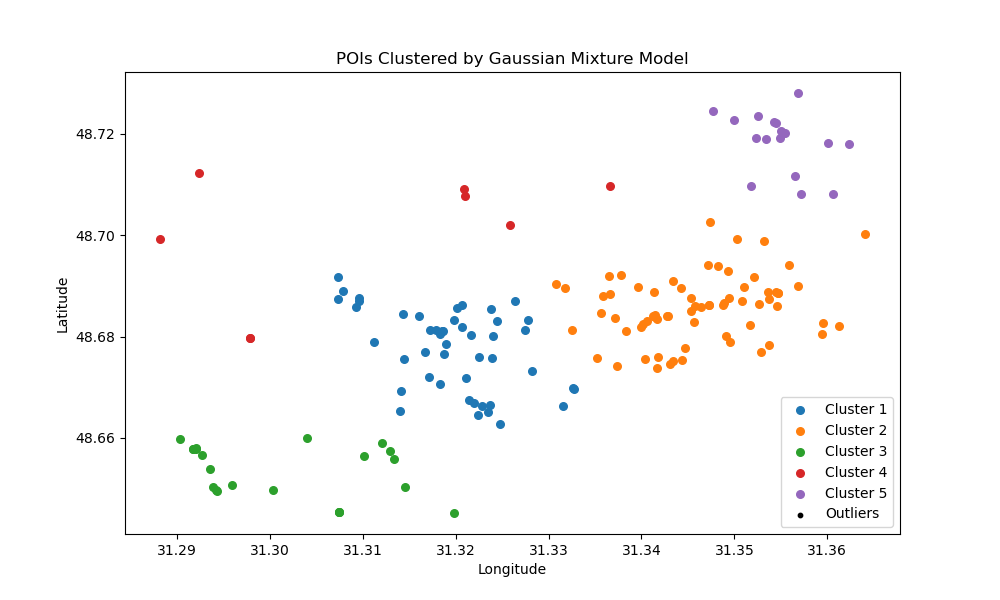 POIs Clustered by Gaussian Mixture Model
48.72
48.70
48.68
48.66
Latitude
31.29 31.30 31.31 31.32 31.33 31.34 31.35 31.36
Longitude
Cluster 1
Cluster 2
Cluster 3
Cluster 4
Cluster 5
Outliers